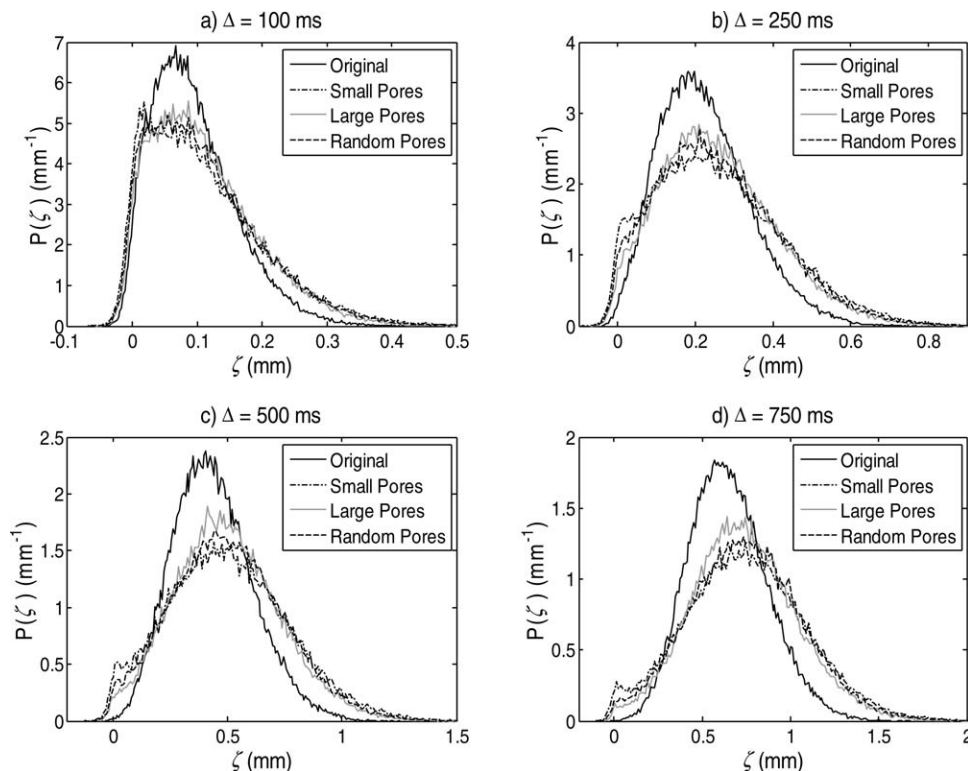 a) Δ = 100 ms
7
6
5
4
3
2
1
0
P(ζ) (mm⁻¹)
-0.1 0 0.1 0.2 0.3 0.4 0.5
ζ (mm)
Original
Small Pores
Large Pores
Random Pores
b) Δ = 250 ms
4
3
2
1
0
P(ζ) (mm⁻¹)
0 0.2 0.4 0.6 0.8
ζ (mm)
Original
Small Pores
Large Pores
Random Pores
c) Δ = 500 ms
2.5
2
1.5
1
0.5
0
P(ζ) (mm⁻¹)
0 0.5 1 1.5
ζ (mm)
Original
Small Pores
Large Pores
Random Pores
d) Δ = 750 ms
2
1.5
1
0.5
0
P(ζ) (mm⁻¹)
0 0.5 1 1.5 2
ζ (mm)
Original
Small Pores
Large Pores
Random Pores